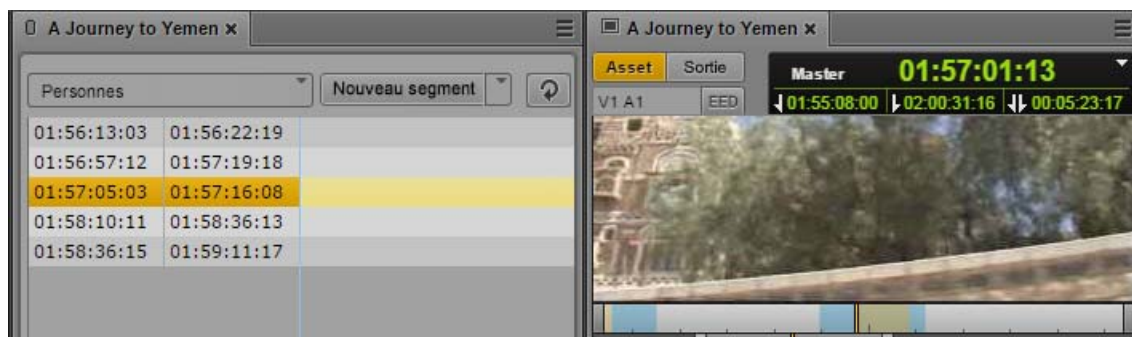 A Journey to Yemen x
Personnes
Nouveau segment
01:56:13:03 01:56:22:19
01:56:57:12 01:57:19:18
01:57:05:03 01:57:16:08
01:58:10:11 01:58:36:13
01:58:36:15 01:59:11:17
A Journey to Yemen x
Asset Sortie
Master 01:57:01:13
V1 A1 EED
01:55:08:00 02:00:31:16 00:05:23:17